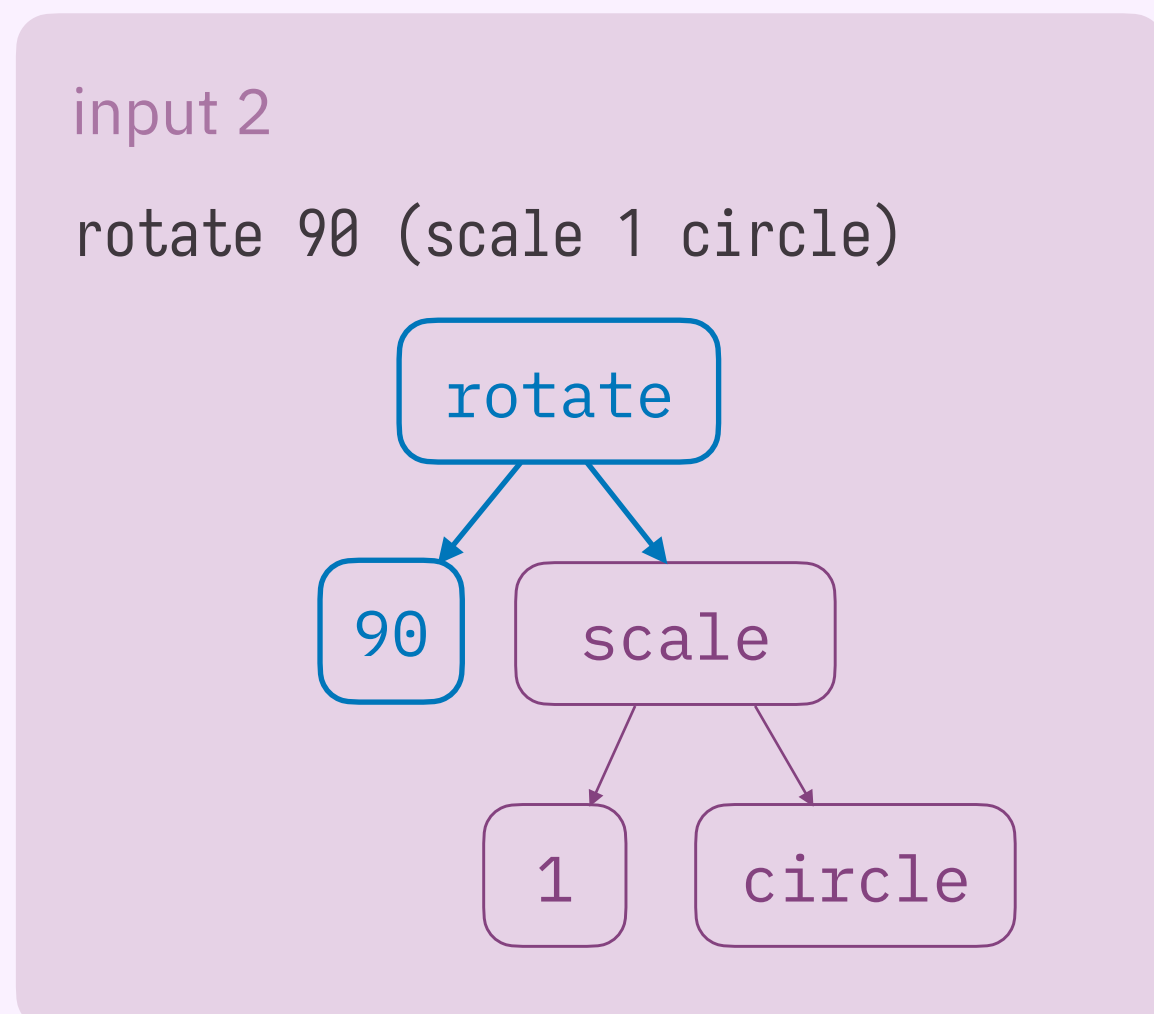 input 2
rotate 90 (scale 1 circle)
rotate
90
scale
1
circle